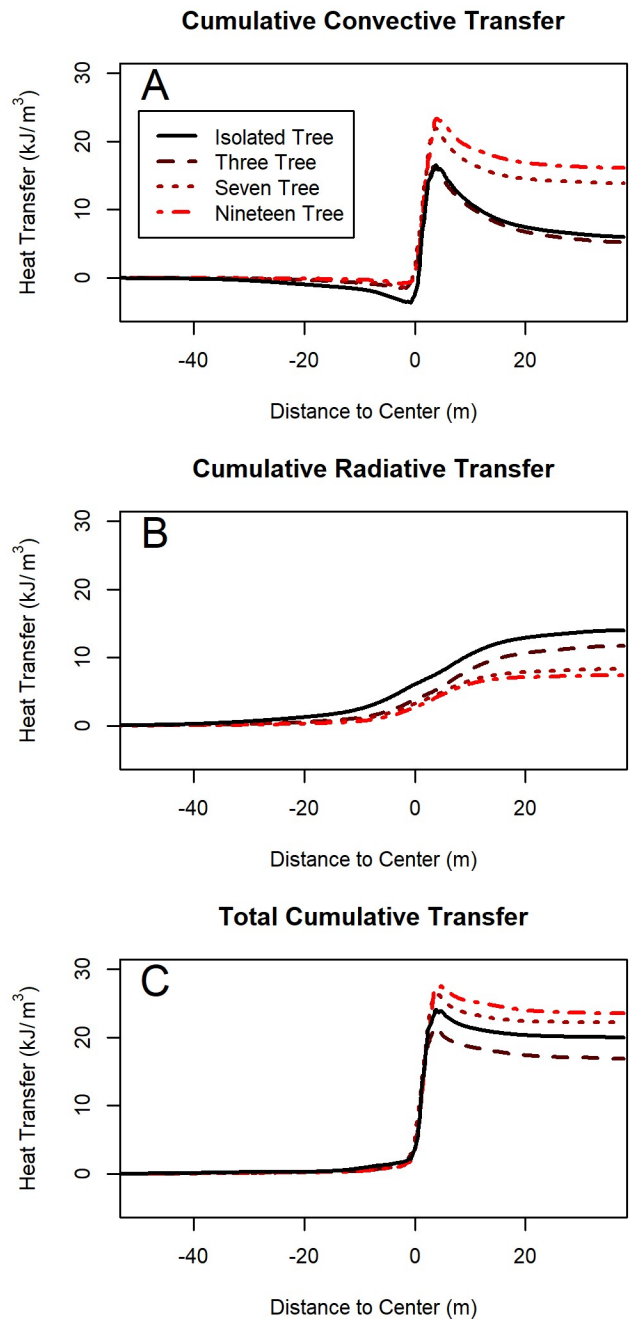 Cumulative Convective Transfer
A
Heat Transfer (kJ/m³)
30
20
10
0
Isolated Tree
Three Tree
Seven Tree
Nineteen Tree
-40 -20 0 20
Distance to Center (m)
Cumulative Radiative Transfer
B
Heat Transfer (kJ/m³)
30
20
10
0
-40 -20 0 20
Distance to Center (m)
Total Cumulative Transfer
C
Heat Transfer (kJ/m³)
30
20
10
0
-40 -20 0 20
Distance to Center (m)